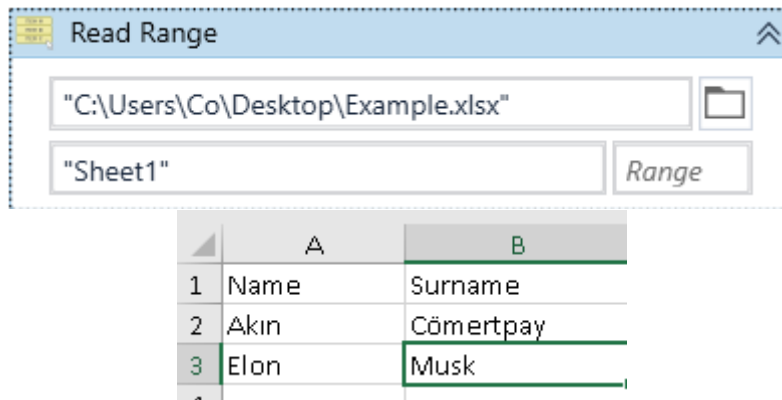 Read Range
"C:\Users\Co\Desktop\Example.xlsx"
"Sheet1" Range
A B
1 Name Surname
2 Akın Cömertpay
3 Elon Musk